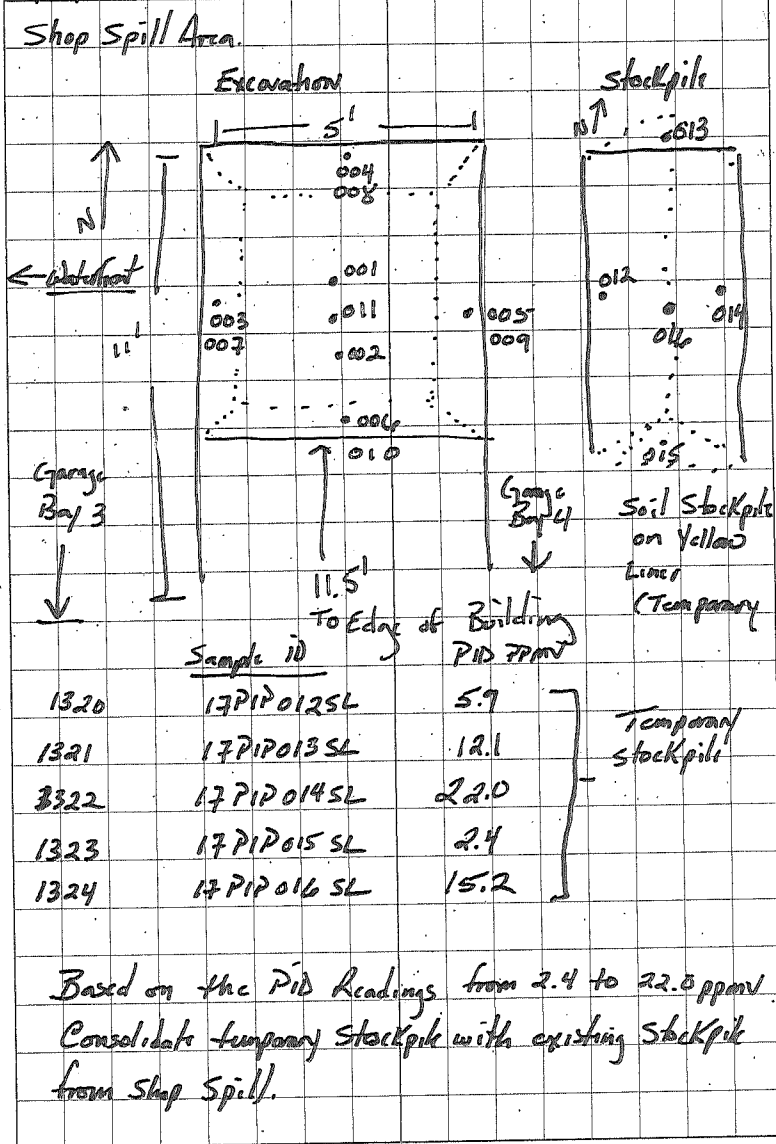 Shop Spill Area.
Excavation
Stockpile
5'
N
013
004
008
N
← Waterfront
001
012
003
011
005
014
007
009
016
11'
002
006
010
015
Garage
Bay 3
Garage
Bay 4
Soil Stockpile
on Yellow
Liner
(Temporary
11.5'
To Edge of Building
Sample ID PID PPMV
1320 17PIP012SL 5.9
1321 17PIP013SL 12.1
1322 17PIP014SL 22.0
1323 17PIP015SL 2.4
1324 17PIP016SL 15.2
Temporary
Stockpile
Based on the PID Readings from 2.4 to 22.0 ppmv
Consolidate temporary Stockpile with existing Stockpile
from Shop Spill.